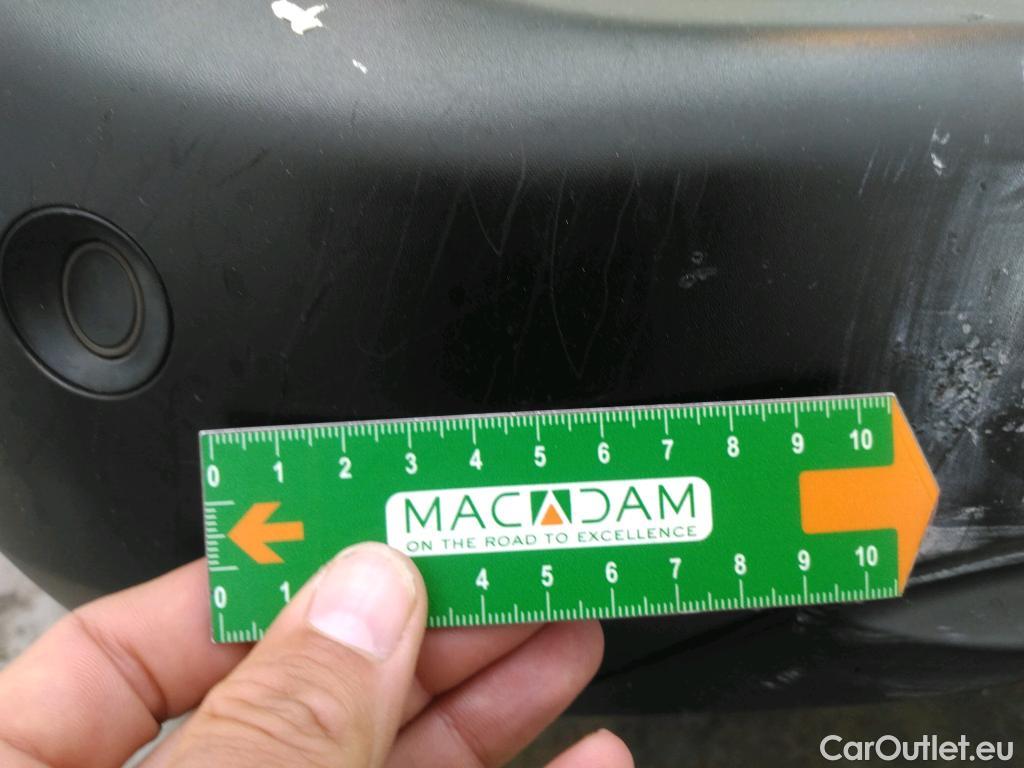 0 1 2 3 4 5 6 7 8 9 10
MACADAM
ON THE ROAD TO EXCELLENCE
0 1 4 5 6 7 8 9 10
CarOutlet.eu